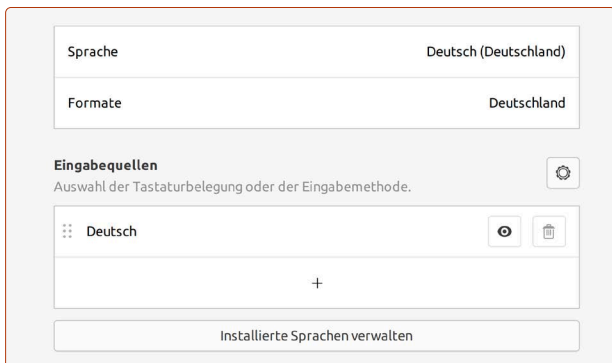 Sprache Deutsch (Deutschland)
Formate Deutschland
Eingabequellen
Auswahl der Tastaturbelegung oder der Eingabemethode.
Deutsch
+
Installierte Sprachen verwalten